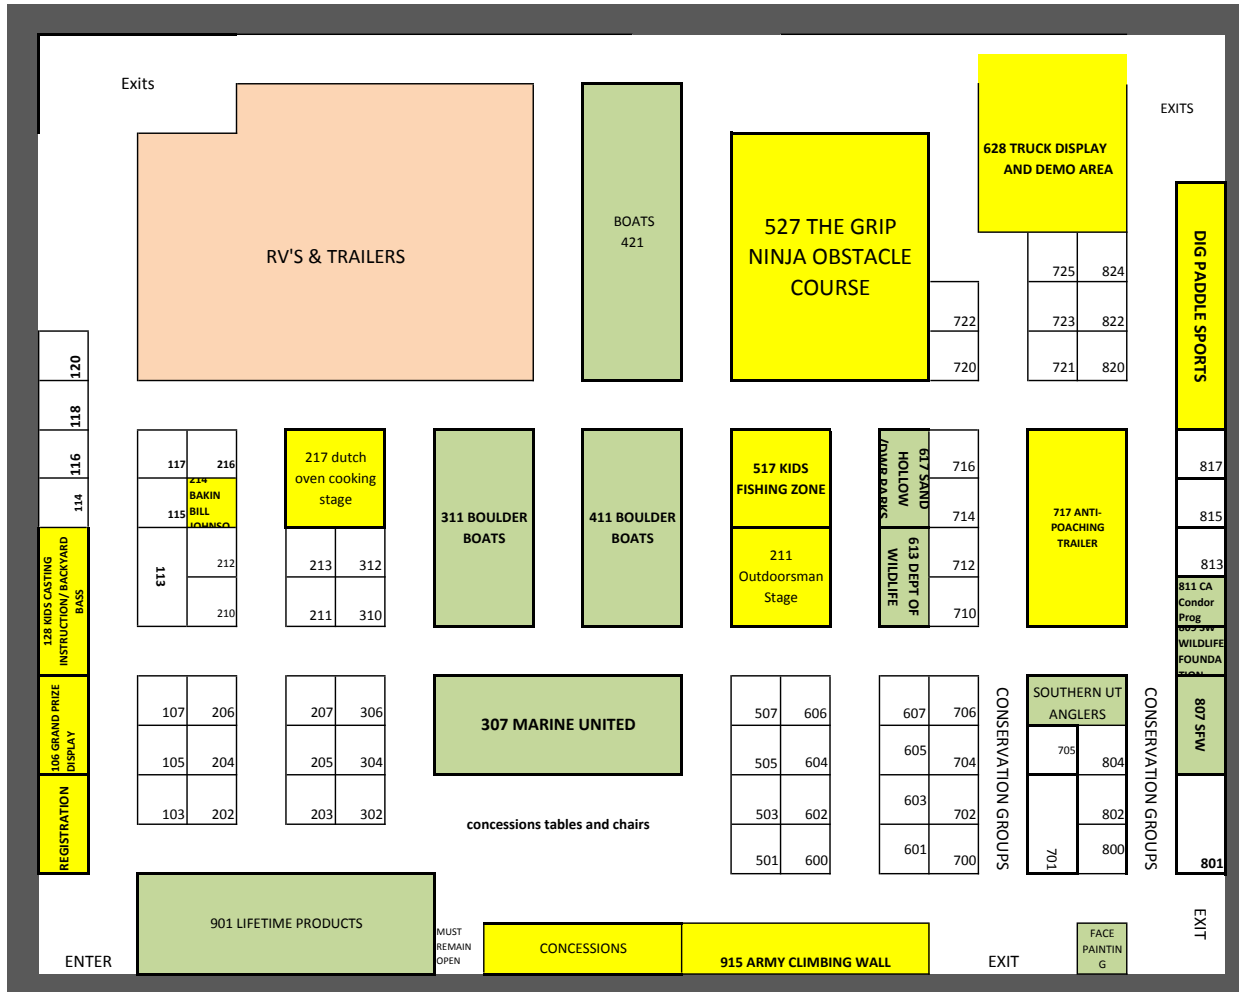 Exits
EXITS
628 TRUCK DISPLAY
AND DEMO AREA
BOATS
421
527 THE GRIP
NINJA OBSTACLE
COURSE
RV'S & TRAILERS
DIG PADDLE SPORTS
725
824
722
723
822
720
721
820
120
118
116
114
117
216
214
BAKIN
BILL
JOHNSO
115
113
212
210
217 dutch
oven cooking
stage
213
312
211
310
311 BOULDER
BOATS
411 BOULDER
BOATS
517 KIDS
FISHING ZONE
211
Outdoorsman
Stage
617 SAND
HOLLOW
/DWR PARKS
613 DEPT OF
WILDLIFE
716
714
712
710
717 ANTI-
POACHING
TRAILER
817
815
813
811 CA
Condor
Prog
WILDLIFE
FOUNDA
TION
807 SFW
801
128 KIDS CASTING
INSTRUCTION/ BACKYARD
BASS
106 GRAND PRIZE
DISPLAY
REGISTRATION
107
206
105
204
103
202
207
306
205
304
203
302
307 MARINE UNITED
concessions tables and chairs
507
606
505
604
503
602
501
600
607
706
605
704
603
702
601
700
CONSERVATION GROUPS
SOUTHERN UT
ANGLERS
705
804
802
701
800
CONSERVATION GROUPS
901 LIFETIME PRODUCTS
MUST
REMAIN
OPEN
CONCESSIONS
915 ARMY CLIMBING WALL
ENTER
EXIT
FACE
PAINTIN
G
EXIT